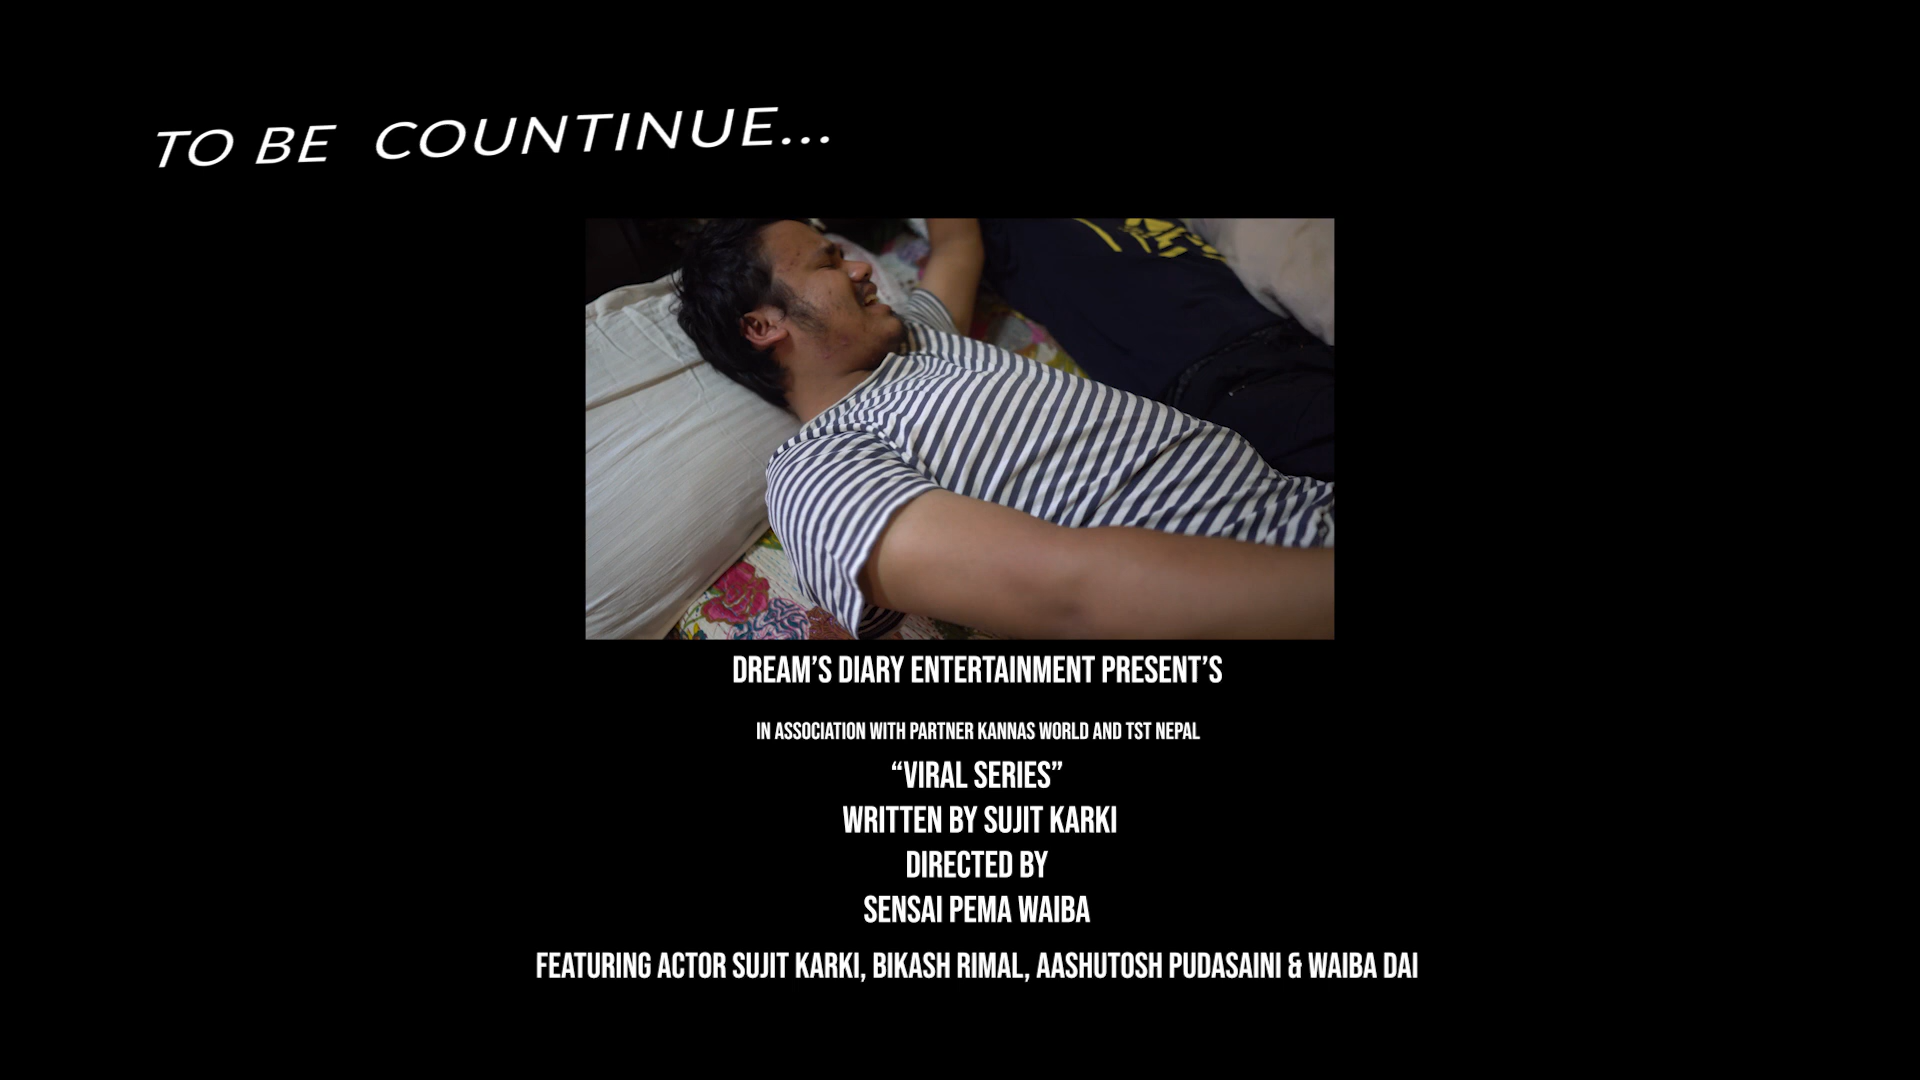 TO BE COUNTINUE...
DREAM’S DIARY ENTERTAINMENT PRESENT’S
IN ASSOCIATION WITH PARTNER KANNAS WORLD AND TST NEPAL
“VIRAL SERIES”
WRITTEN BY SUJIT KARKI
DIRECTED BY
SENSAI PEMA WAIBA
FEATURING ACTOR SUJIT KARKI, BIKASH RIMAL, AASHUTOSH PUDASAINI & WAIBA DAI